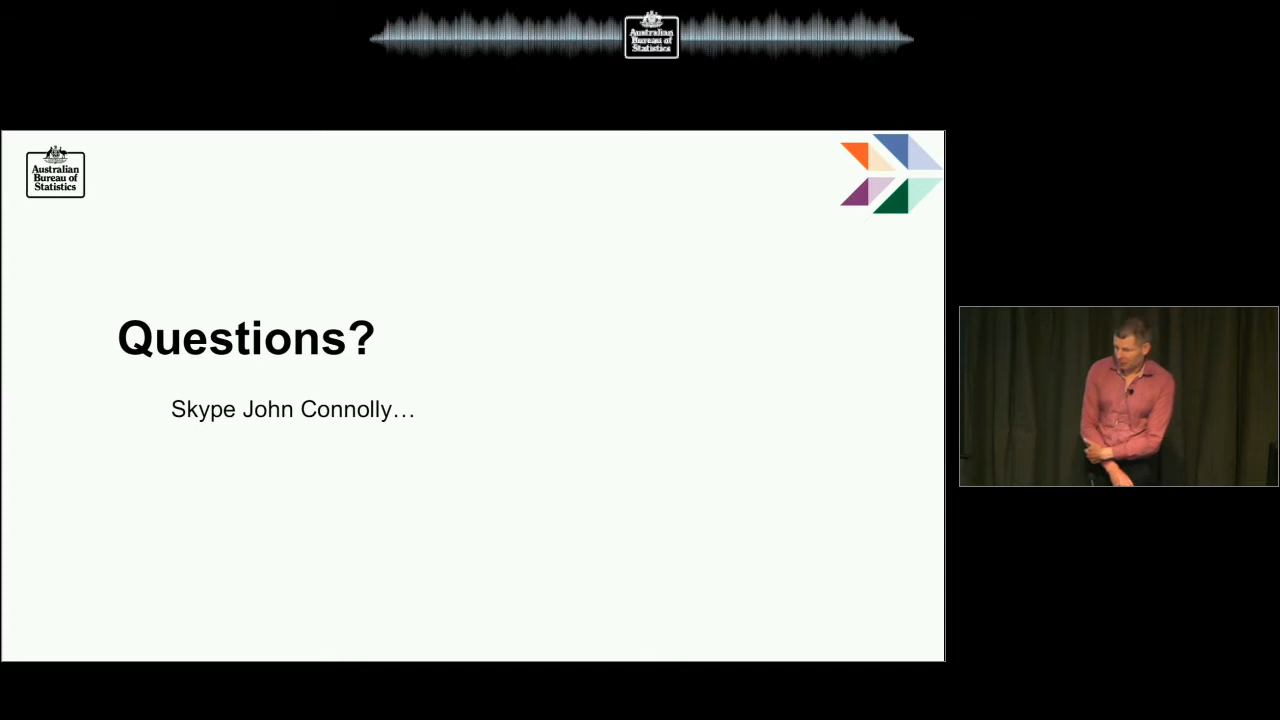 Australian
Bureau of
Statistics
Australian
Bureau of
Statistics
Questions?
Skype John Connolly…